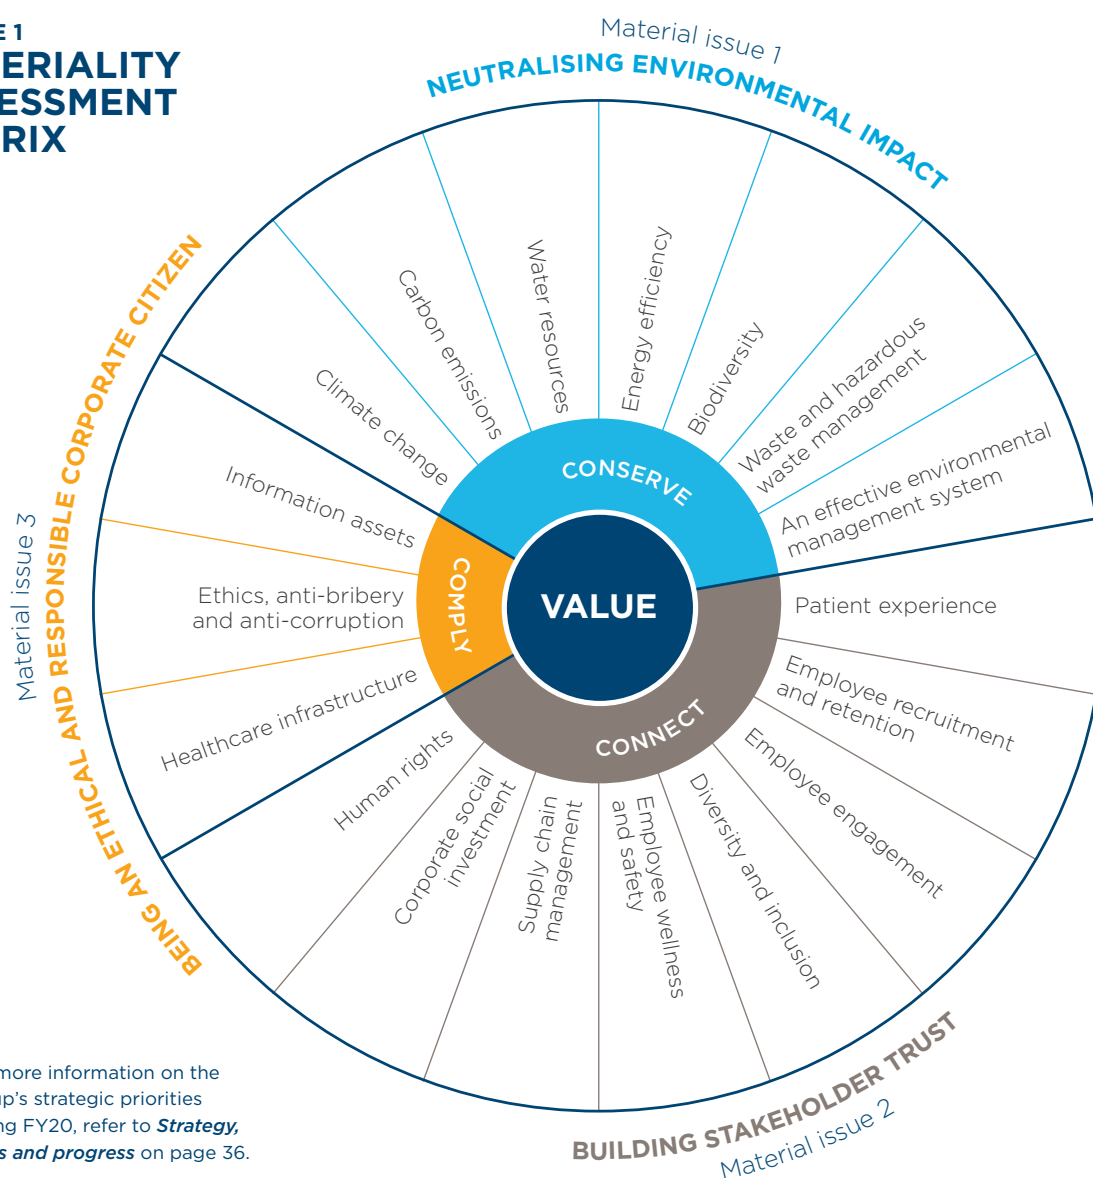 E 1
ERIALITY
ESSMENT
RIX
Material issue 1
NEUTRALISING ENVIRONMENTAL IMPACT
Climate change
Carbon emissions
Water resources
Energy efficiency
Biodiversity
Waste and hazardous
waste management
An effective environmental
management system
CONSERVE
Material issue 3
BEING AN ETHICAL AND RESPONSIBLE CORPORATE CITIZEN
Information assets
Ethics, anti-bribery
and anti-corruption
Healthcare infrastructure
COMPLY
VALUE
CONNECT
Patient experience
Employee recruitment
and retention
Employee engagement
Diversity and inclusion
Employee wellness
and safety
Supply chain
management
Corporate social
investment
Human rights
BUILDING STAKEHOLDER TRUST
Material issue 2
more information on the
up's strategic priorities
ng FY20, refer to Strategy,
s and progress on page 36.